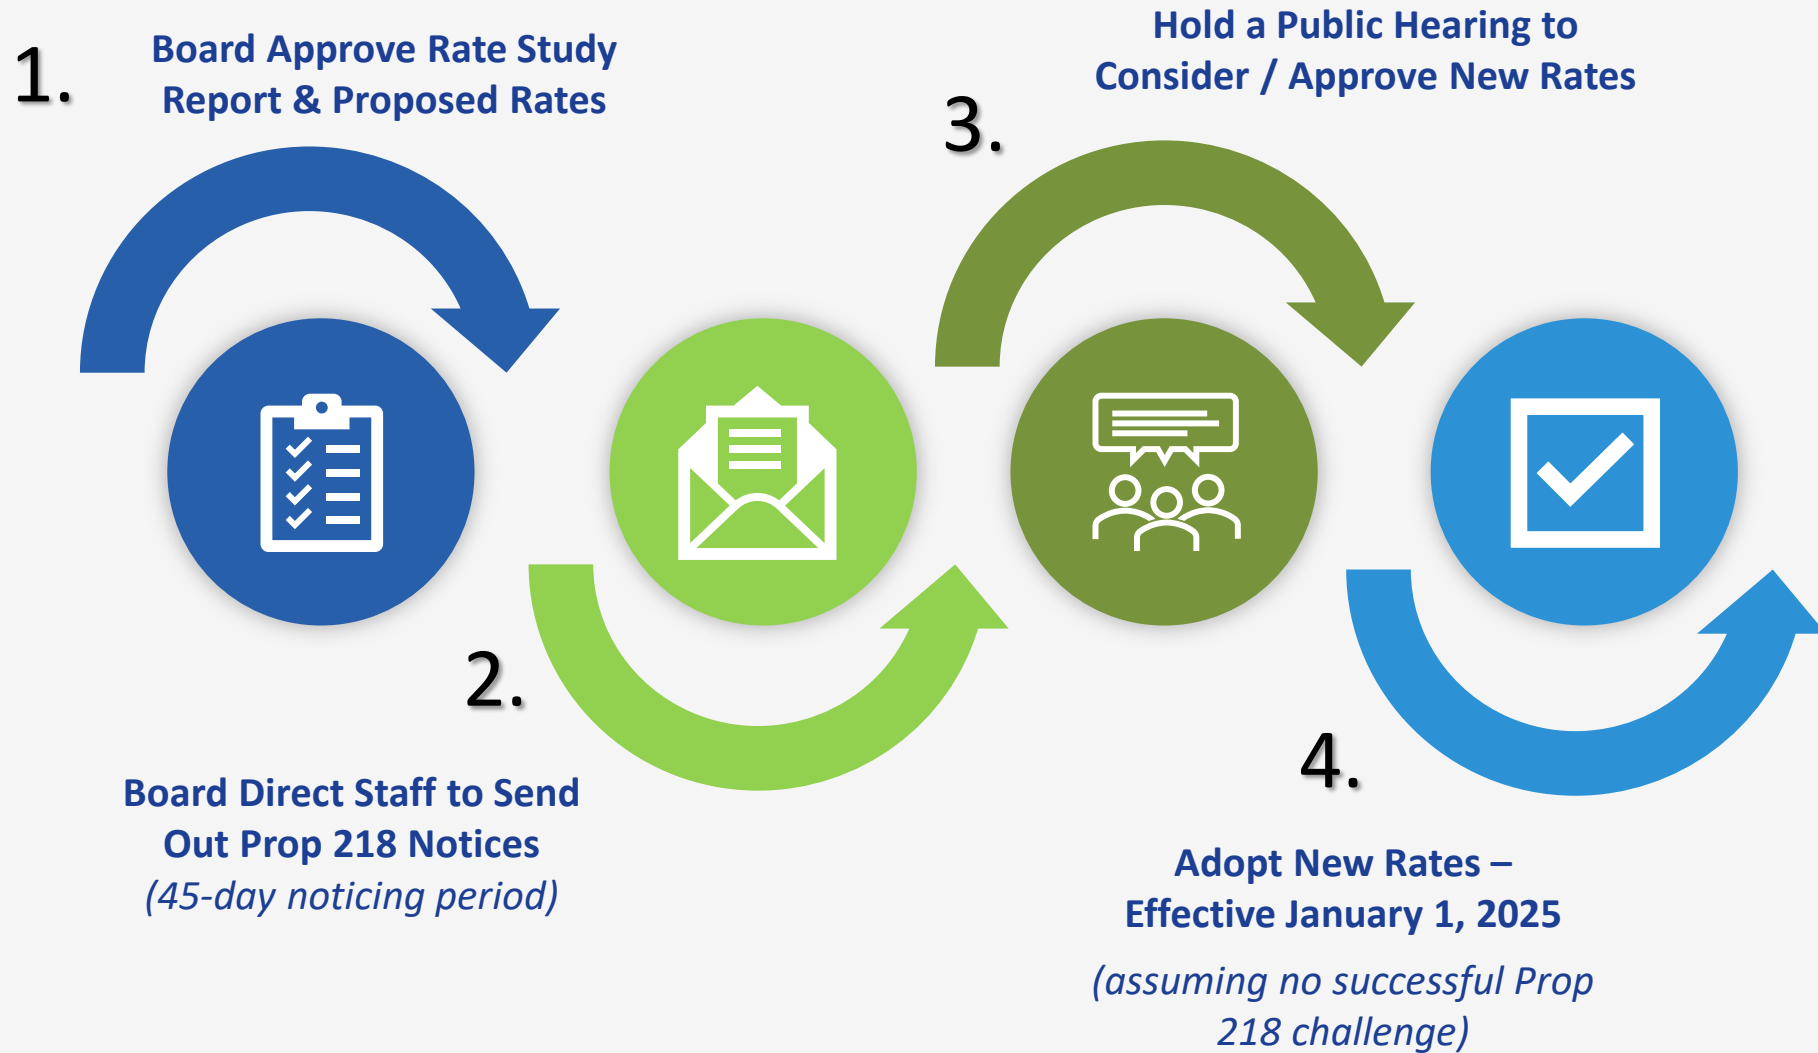 1.
Board Approve Rate Study
Report & Proposed Rates
2.
Board Direct Staff to Send
Out Prop 218 Notices
(45-day noticing period)
3.
Hold a Public Hearing to
Consider / Approve New Rates
4.
Adopt New Rates –
Effective January 1, 2025
(assuming no successful Prop
218 challenge)